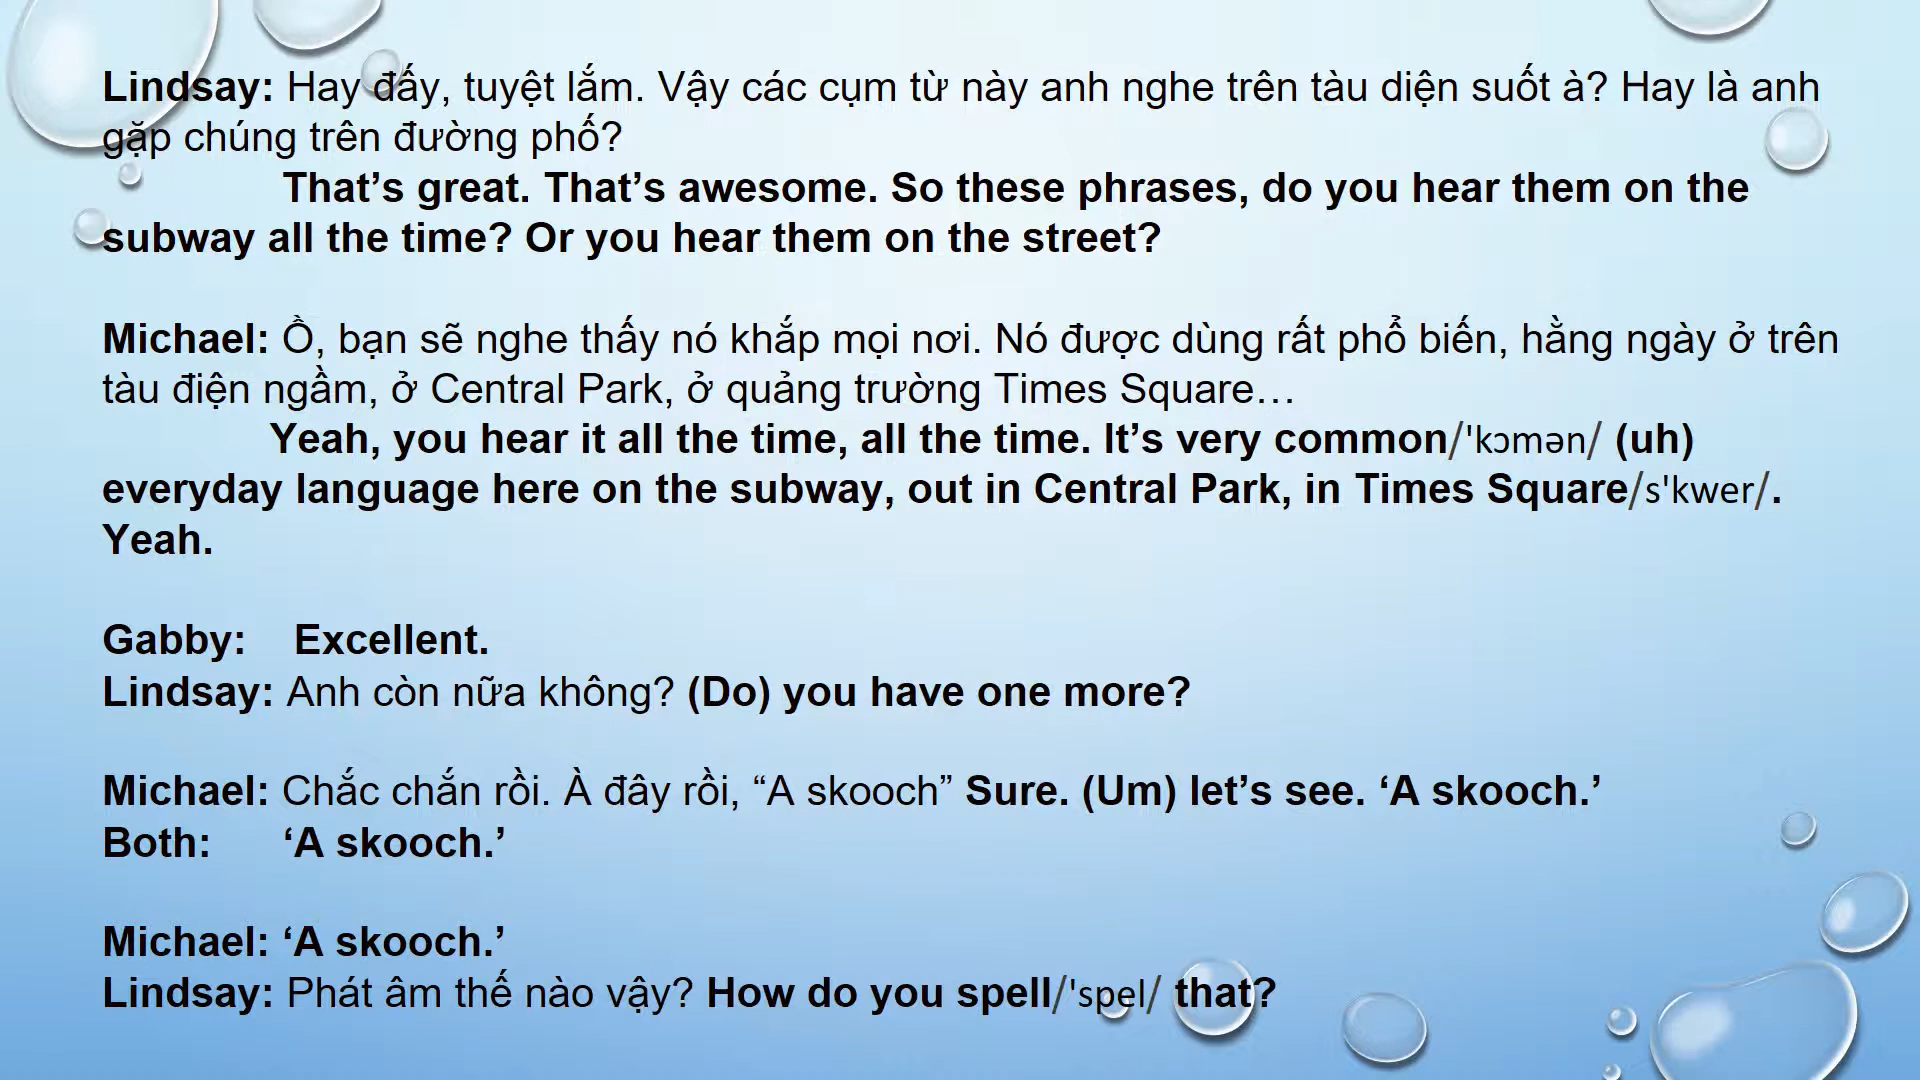 Lindsay: Hay đấy, tuyệt lắm. Vậy các cụm từ này anh nghe trên tàu diện suốt à? Hay là anh
gặp chúng trên đường phố?
That’s great. That’s awesome. So these phrases, do you hear them on the
subway all the time? Or you hear them on the street?
Michael: Ồ, bạn sẽ nghe thấy nó khắp mọi nơi. Nó được dùng rất phổ biến, hằng ngày ở trên
tàu điện ngầm, ở Central Park, ở quảng trường Times Square…
Yeah, you hear it all the time, all the time. It’s very common/'kɔmən/ (uh)
everyday language here on the subway, out in Central Park, in Times Square/s'kwer/.
Yeah.
Gabby: Excellent.
Lindsay: Anh còn nữa không? (Do) you have one more?
Michael: Chắc chắn rồi. À đây rồi, “A skooch” Sure. (Um) let’s see. ‘A skooch.’
Both: ‘A skooch.’
Michael: ‘A skooch.’
Lindsay: Phát âm thế nào vậy? How do you spell/'spel/ that?